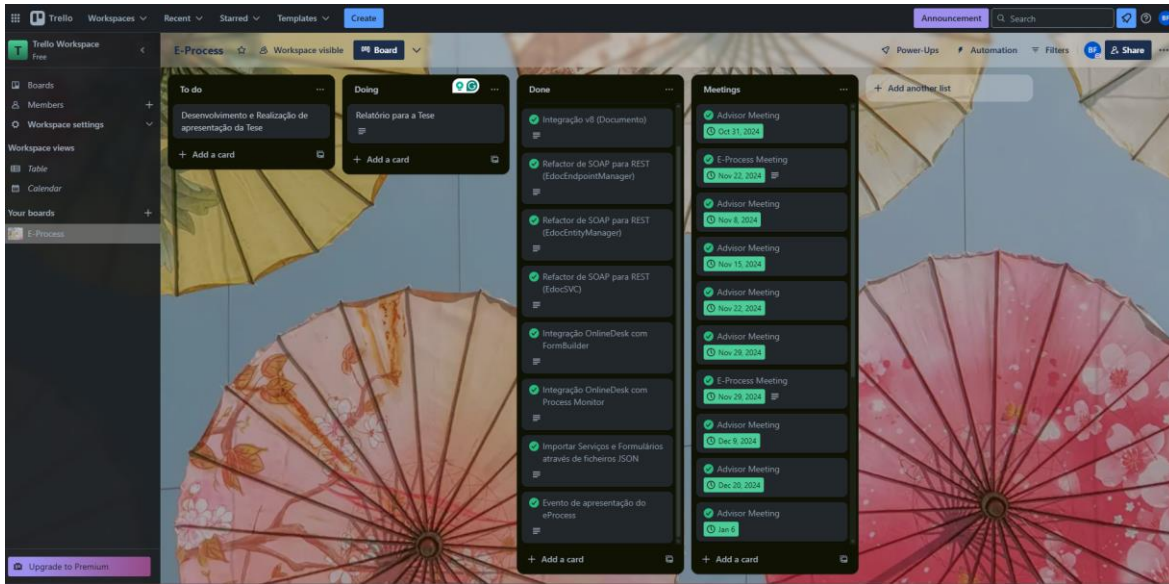 Trello Workspaces Recent Starred Templates Create Announcement Search
T Trello Workspace
Free
E-Process Workspace visible Board Power-Ups Automation Filters BF Share
Boards
Members
Workspace settings
Workspace views
Table
Calendar
Your boards
E-Process
Upgrade to Premium
To do
Desenvolvimento e Realização de
apresentação da Tese
+ Add a card
Doing
Relatório para a Tese
+ Add a card
Done
Integração v8 (Documento)
Refactor de SOAP para REST
(EdocEndpointManager)
Refactor de SOAP para REST
(EdocEntityManager)
Refactor de SOAP para REST
(EdocSVC)
Integração OnlineDesk com
FormBuilder
Integração OnlineDesk com
Process Monitor
Importar Serviços e Formulários
através de ficheiros JSON
Evento de apresentação do
eProcess
+ Add a card
Meetings
Advisor Meeting
Oct 31, 2024
E-Process Meeting
Nov 22, 2024
Advisor Meeting
Nov 8, 2024
Advisor Meeting
Nov 15, 2024
Advisor Meeting
Nov 22, 2024
Advisor Meeting
Nov 29, 2024
E-Process Meeting
Nov 29, 2024
Advisor Meeting
Dec 9, 2024
Advisor Meeting
Dec 20, 2024
Advisor Meeting
Jan 6
+ Add a card
+ Add another list